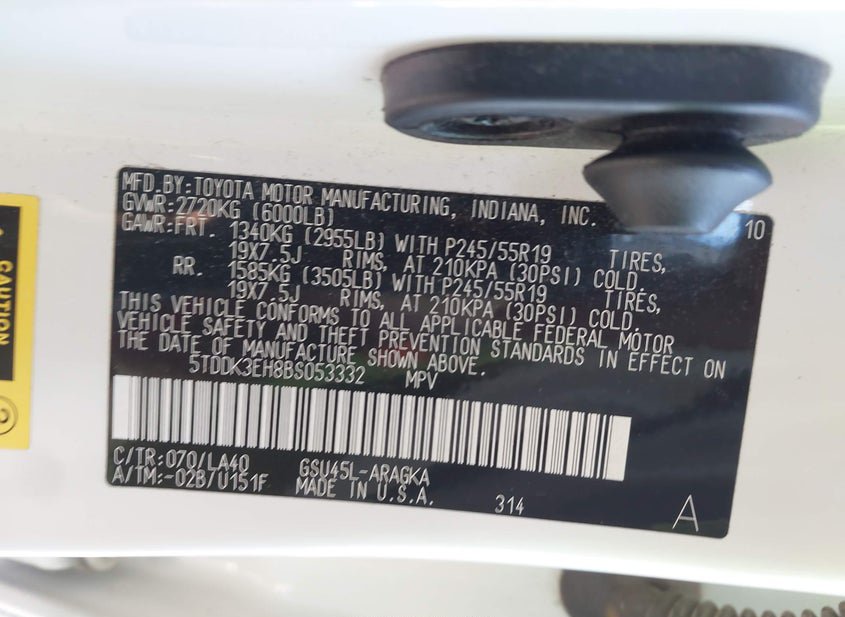 MFD.BY:TOYOTA MOTOR MANUFACTURING, INDIANA, INC. 10
GVWR:2720KG (6000LB)
GAWR:FRT. 1340KG (2955LB) WITH P245/55R19 TIRES,
19X7.5J RIMS, AT 210KPA (30PSI) COLD.
RR. 1585KG (3505LB) WITH P245/55R19 TIRES,
19X7.5J RIMS, AT 210KPA (30PSI) COLD.
THIS VEHICLE CONFORMS TO ALL APPLICABLE FEDERAL MOTOR
VEHICLE SAFETY AND THEFT PREVENTION STANDARDS IN EFFECT ON
THE DATE OF MANUFACTURE SHOWN ABOVE.
5TDDK3EH8BS053332 MPV
C/TR:070/LA40 GSU45L-ARAGKA
A/TM:-02B/U151F MADE IN U.S.A. 314 A
CAUTION